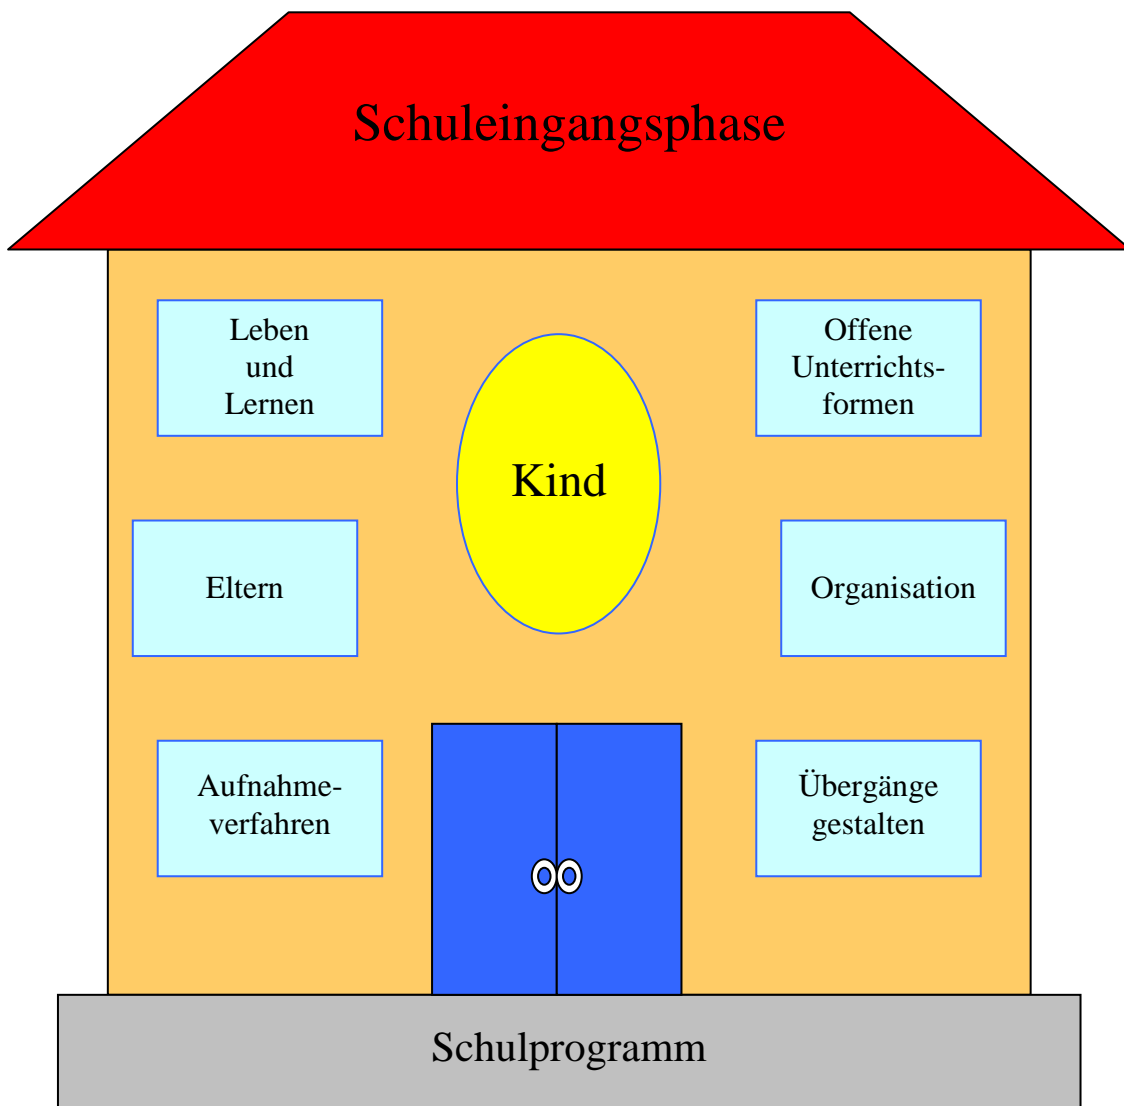 Schuleingangsphase
Leben
und
Lernen
Offene
Unterrichts-
formen
Kind
Eltern
Organisation
Aufnahme-
verfahren
Übergänge
gestalten
Schulprogramm